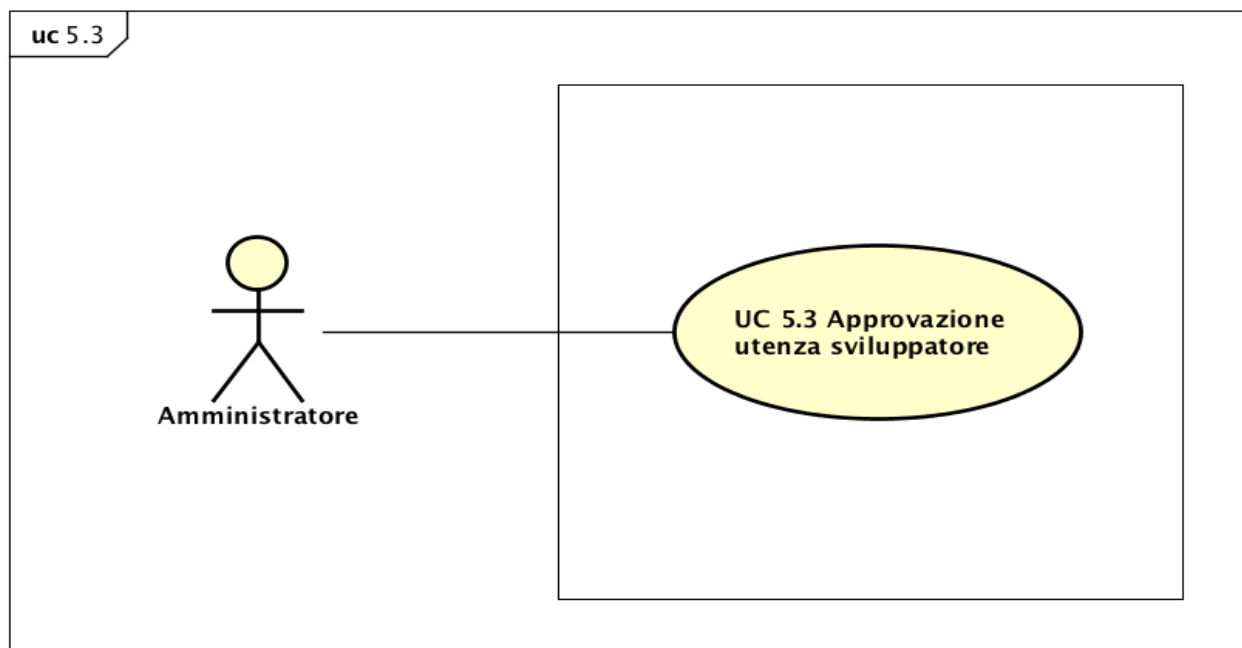 uc 5.3
UC 5.3 Approvazione
utenza sviluppatore
Amministratore